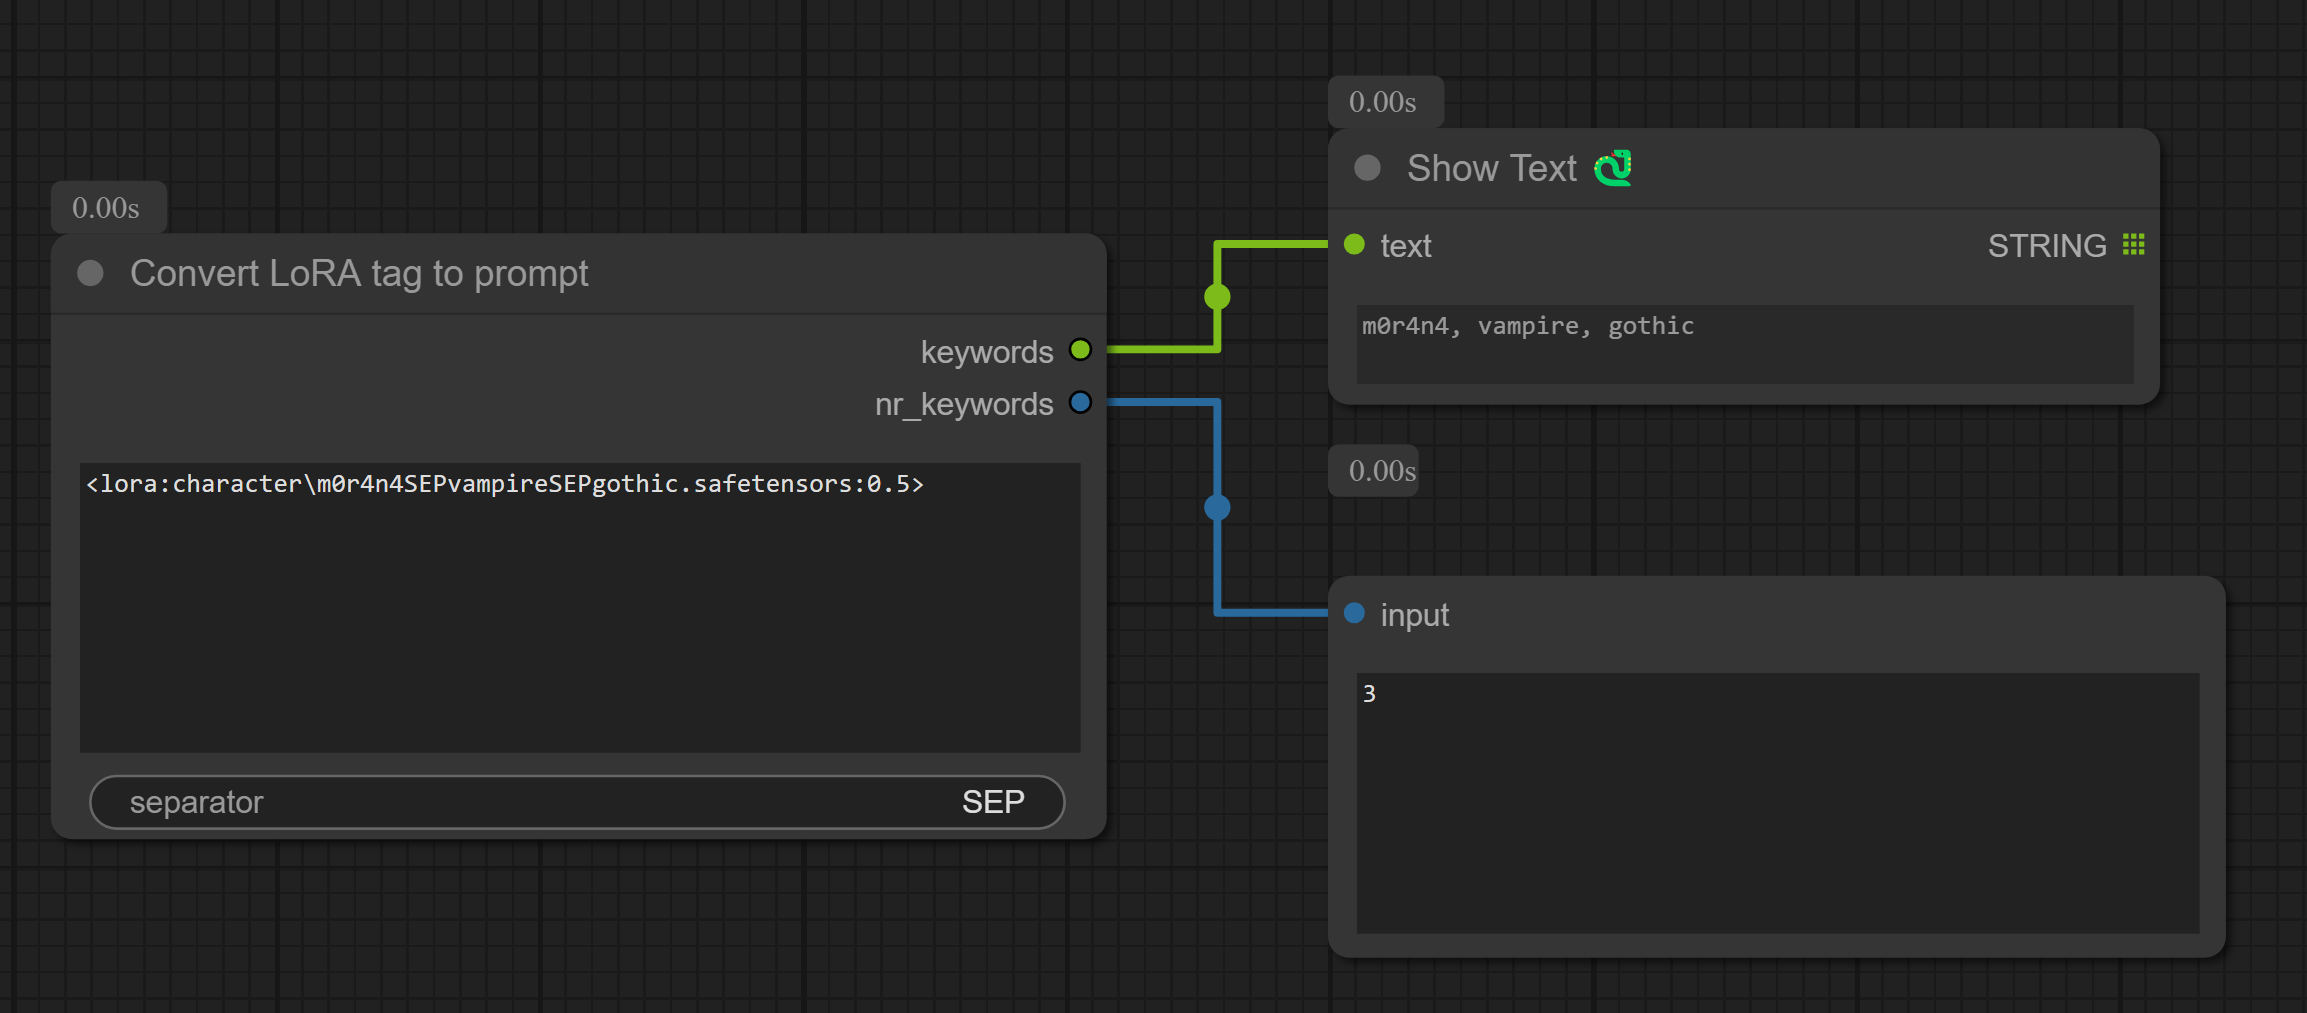 0.00s
Convert LoRA tag to prompt
keywords
nr_keywords
<lora:character\m0r4n4SEPvampireSEPgothic.safetensors:0.5>
separator SEP
0.00s
Show Text
text STRING
m0r4n4, vampire, gothic
0.00s
input
3